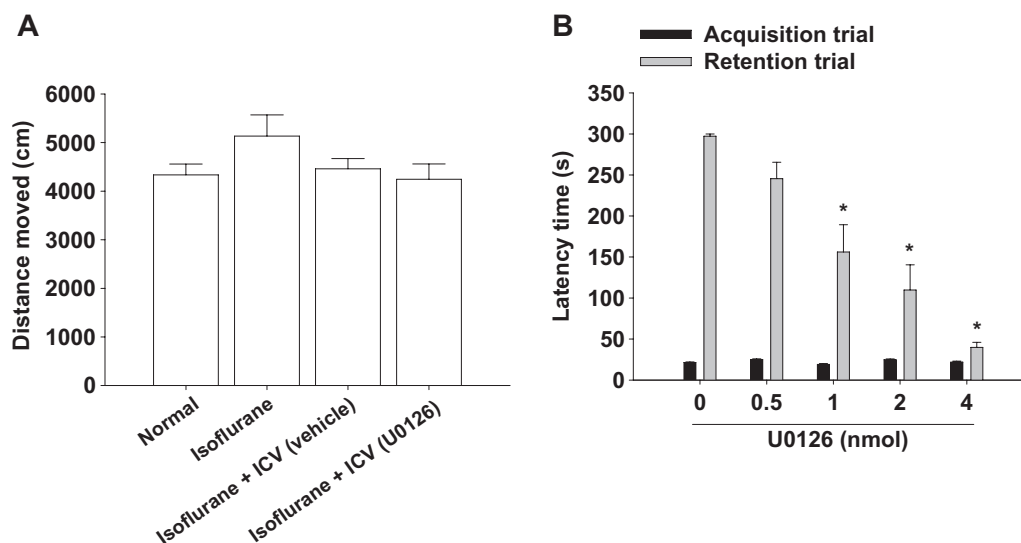 A
Distance moved (cm)
6000
5000
4000
3000
2000
1000
0
Normal
Isoflurane
Isoflurane + ICV (vehicle)
Isoflurane + ICV (U0126)
B
Acquisition trial
Retention trial
Latency time (s)
350
300
250
200
150
100
50
0
*
*
*
0 0.5 1 2 4
U0126 (nmol)